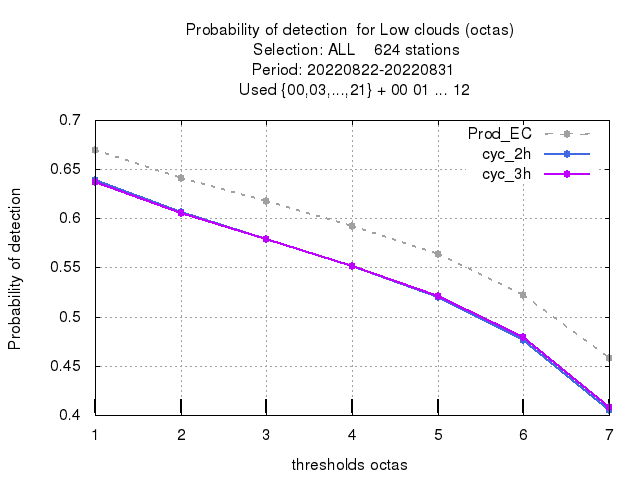 Probability of detection  for Low clouds (octas)
Selection: ALL    624 stations
Period: 20220822-20220831
Used {00,03,...,21} + 00 01 ... 12
Prod_EC
cyc_2h
cyc_3h
Probability of detection
0.7
0.65
0.6
0.55
0.5
0.45
0.4
1 2 3 4 5 6 7
thresholds octas